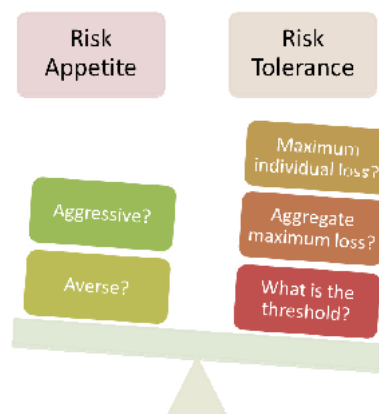 Risk
Appetite
Risk
Tolerance
Maximum
individual loss?
Aggressive?
Aggregate
maximum loss?
Averse?
What is the
threshold?